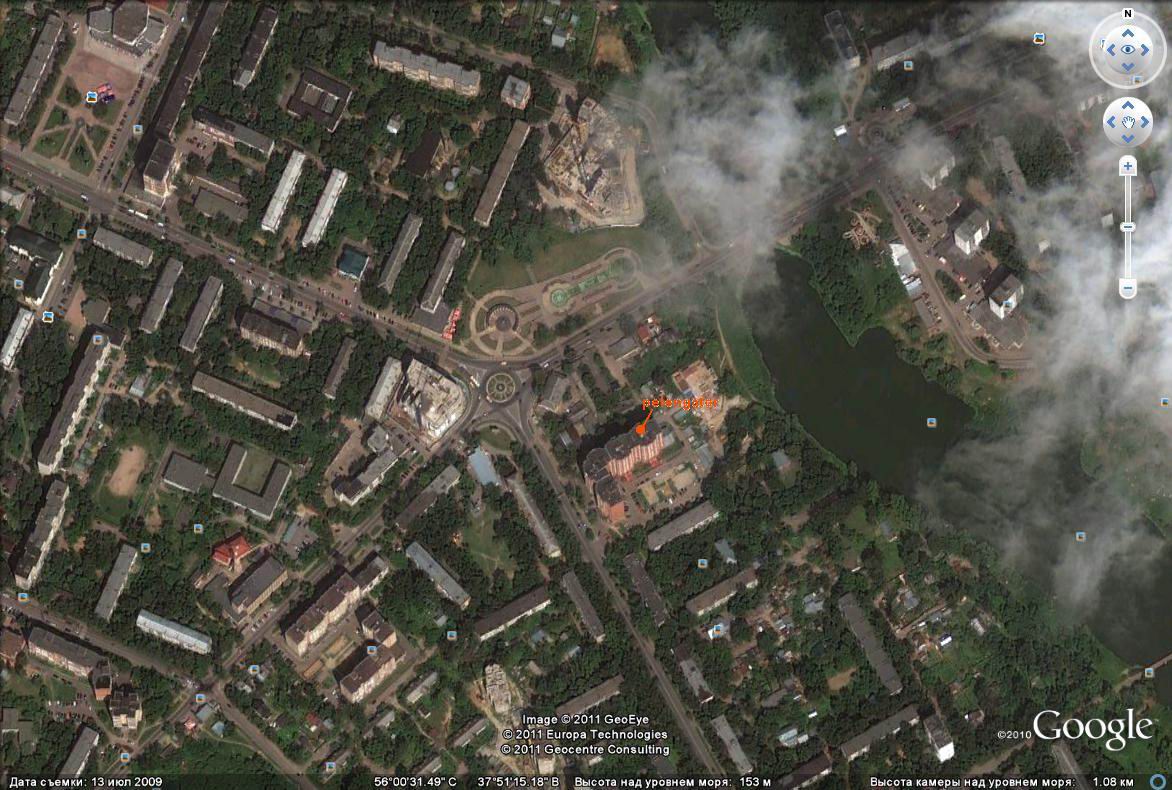 N
pelengator
Image © 2011 GeoEye
© 2011 Europa Technologies
© 2011 Geocentre Consulting
©2010 Google
Дата съемки: 13 июл 2009 56°00'31.49" С 37°51'15.18" В Высота над уровнем моря: 153 м Высота камеры над уровнем моря: 1.08 км